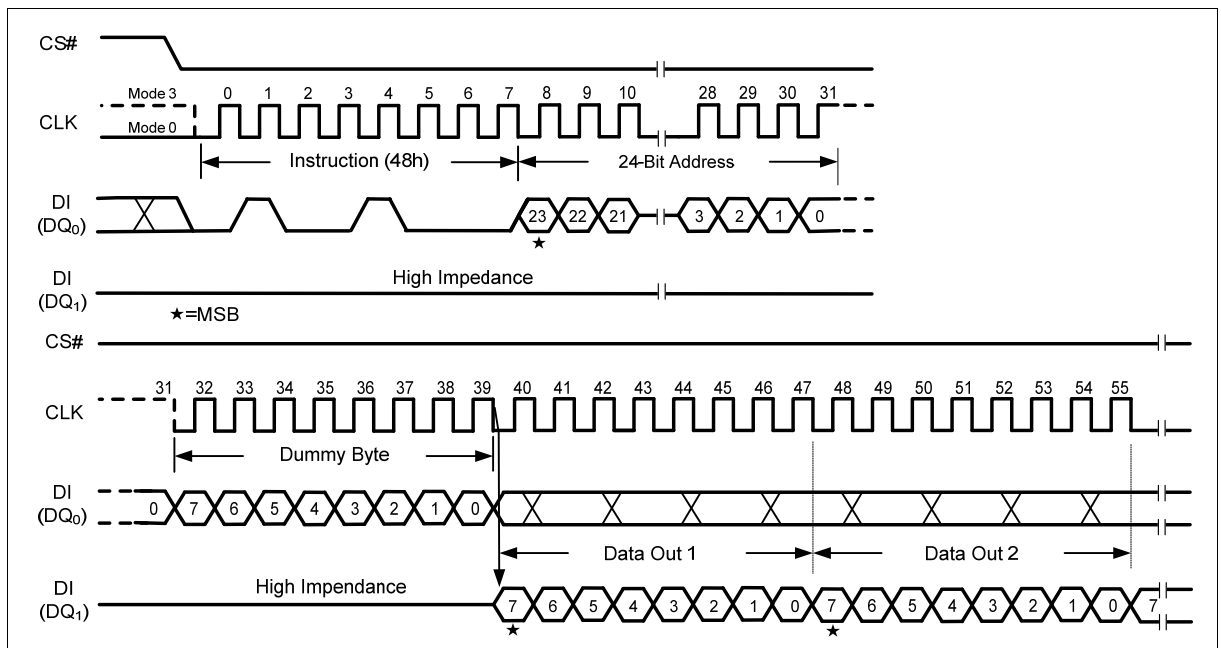 CS#
Mode 3
0 1 2 3 4 5 6 7 8 9 10 28 29 30 31
CLK
Mode 0
Instruction (48h)
24-Bit Address
DI
(DQ0)
23 22 21 3 2 1 0
★
DI
(DQ1)
High Impedance
★=MSB
CS#
31 32 33 34 35 36 37 38 39 40 41 42 43 44 45 46 47 48 49 50 51 52 53 54 55
CLK
Dummy Byte
DI
(DQ0)
0 7 6 5 4 3 2 1 0
Data Out 1
Data Out 2
DI
(DQ1)
High Impendance
7 6 5 4 3 2 1 0 7 6 5 4 3 2 1 0 7
★ ★